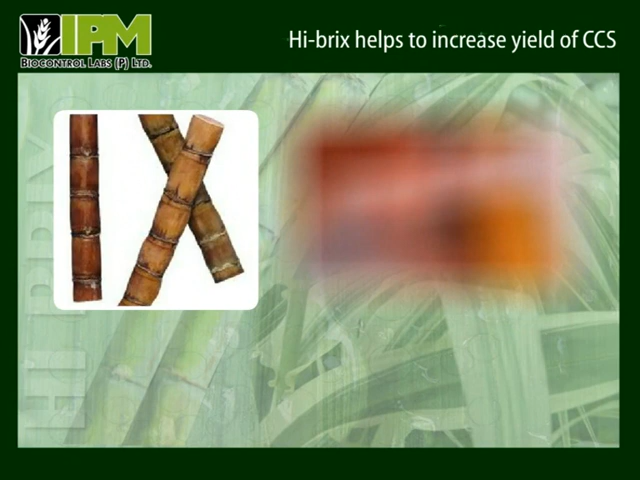 IPM
BIOCONTROL LABS (P) LTD.
Hi-brix helps to increase yield of CCS